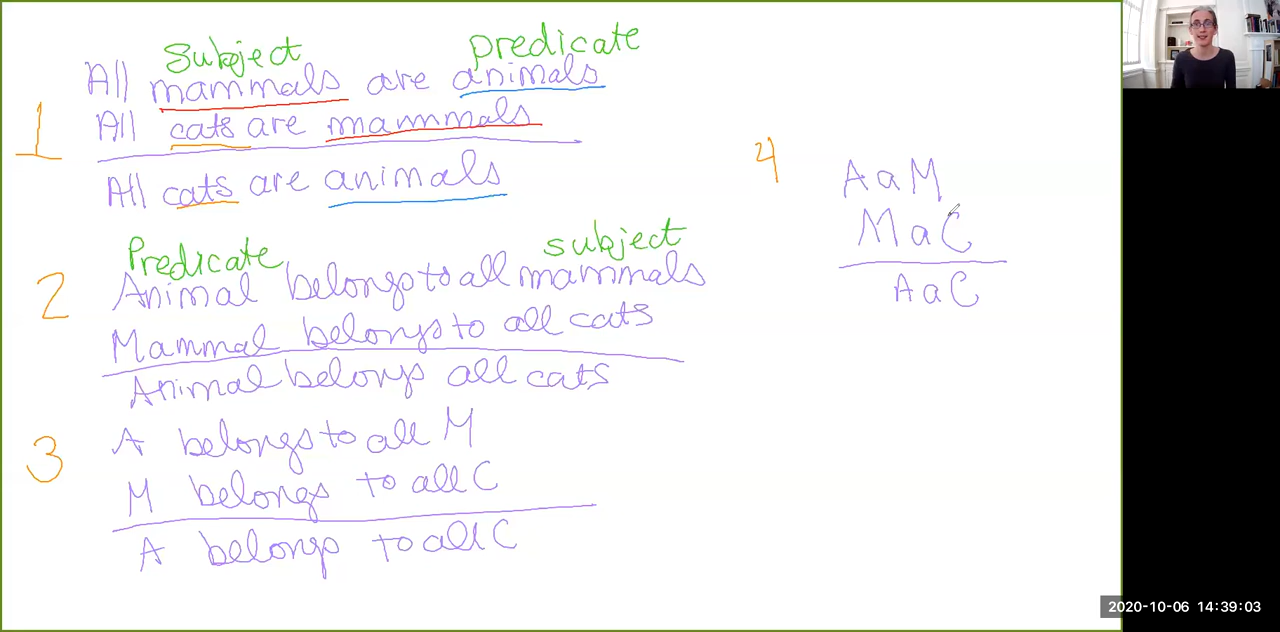 Subject predicate
All mammals are animals
1
All cats are mammals
All cats are animals
Predicate subject
2
Animal belongs to all mammals
Mammal belongs to all cats
Animal belongs all cats
3
A belongs to all M
M belongs to all C
A belongs to all C
4
AaM
MaC
AaC
2020-10-06 14:39:03